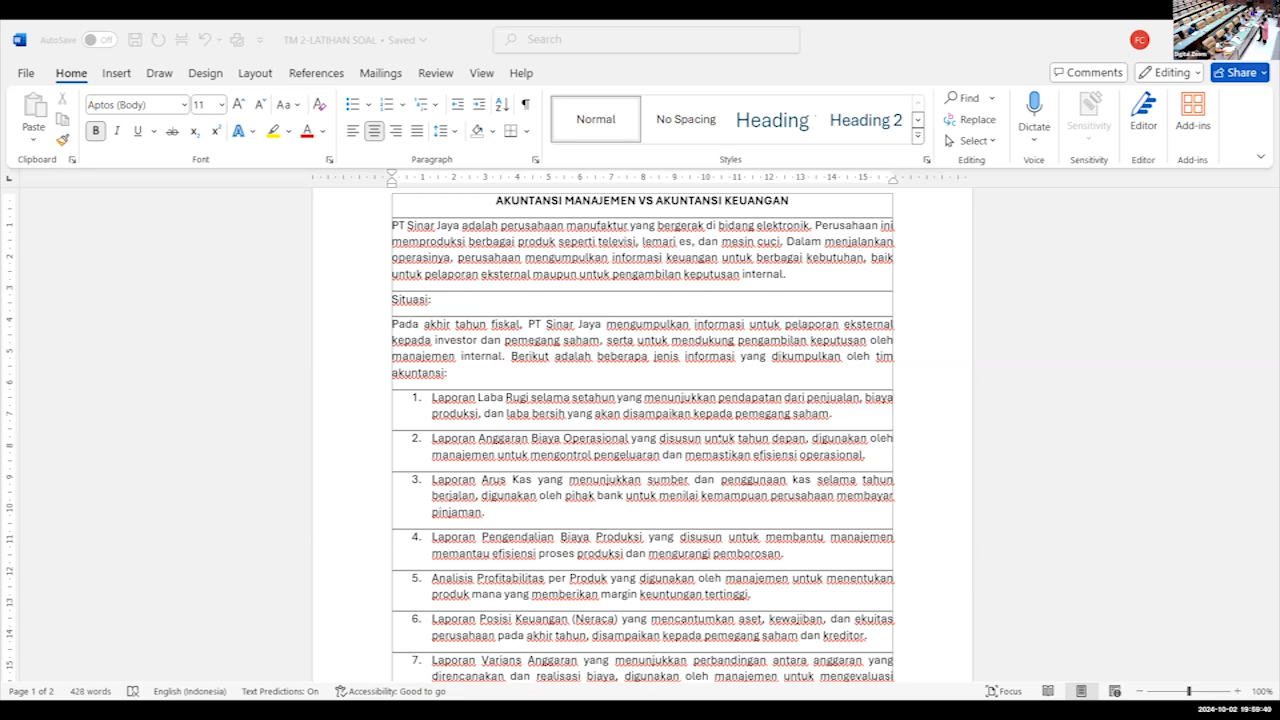 AutoSave Off TM 2-LATIHAN SOAL • Saved Search FC
Digital Zoom
File Home Insert Draw Design Layout References Mailings Review View Help Comments Editing Share
Paste Aptos (Body) 11 Normal No Spacing Heading Heading 2 Find Replace Select Dictate Sensitivity Editor Add-ins
Clipboard Font Paragraph Styles Editing Voice Sensitivity Editor Add-ins
AKUNTANSI MANAJEMEN VS AKUNTANSI KEUANGAN
PT Sinar Jaya adalah perusahaan manufaktur yang bergerak di bidang elektronik. Perusahaan ini
memproduksi berbagai produk seperti televisi, lemari es, dan mesin cuci. Dalam menjalankan
operasinya, perusahaan mengumpulkan informasi keuangan untuk berbagai kebutuhan, baik
untuk pelaporan eksternal maupun untuk pengambilan keputusan internal.
Situasi:
Pada akhir tahun fiskal, PT Sinar Jaya mengumpulkan informasi untuk pelaporan eksternal
kepada investor dan pemegang saham, serta untuk mendukung pengambilan keputusan oleh
manajemen internal. Berikut adalah beberapa jenis informasi yang dikumpulkan oleh tim
akuntansi:
1. Laporan Laba Rugi selama setahun yang menunjukkan pendapatan dari penjualan, biaya
produksi, dan laba bersih yang akan disampaikan kepada pemegang saham.
2. Laporan Anggaran Biaya Operasional yang disusun untuk tahun depan, digunakan oleh
manajemen untuk mengontrol pengeluaran dan memastikan efisiensi operasional.
3. Laporan Arus Kas yang menunjukkan sumber dan penggunaan kas selama tahun
berjalan, digunakan oleh pihak bank untuk menilai kemampuan perusahaan membayar
pinjaman.
4. Laporan Pengendalian Biaya Produksi yang disusun untuk membantu manajemen
memantau efisiensi proses produksi dan mengurangi pemborosan.
5. Analisis Profitabilitas per Produk yang digunakan oleh manajemen untuk menentukan
produk mana yang memberikan margin keuntungan tertinggi.
6. Laporan Posisi Keuangan (Neraca) yang mencantumkan aset, kewajiban, dan ekuitas
perusahaan pada akhir tahun, disampaikan kepada pemegang saham dan kreditor.
7. Laporan Varians Anggaran yang menunjukkan perbandingan antara anggaran yang
direncanakan dan realisasi biaya, digunakan oleh manajemen untuk mengevaluasi
Page 1 of 2 428 words English (Indonesia) Text Predictions: On Accessibility: Good to go Focus 100%
2024-10-02 19:59:40